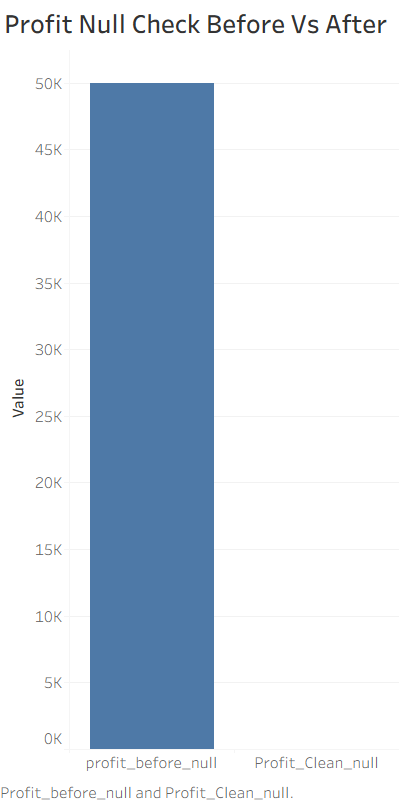 Profit Null Check Before Vs After
50K
45K
40K
35K
30K
25K
20K
15K
10K
5K
0K
Value
profit_before_null Profit_Clean_null
Profit_before_null and Profit_Clean_null.